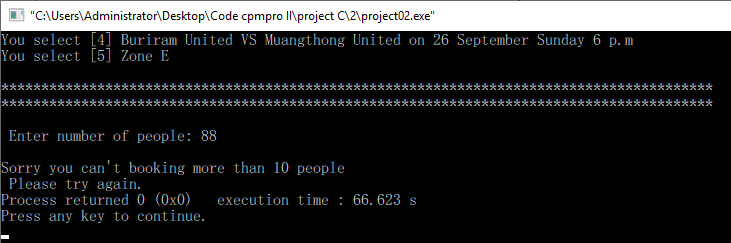 "C:\Users\Administrator\Desktop\Code cpmpro II\project C\2\project02.exe"
You select [4] Buriram United VS Muangthong United on 26 September Sunday 6 p.m
You select [5] Zone E
*****************************************************************************************
*****************************************************************************************
Enter number of people: 88
Sorry you can't booking more than 10 people
Please try again.
Process returned 0 (0x0)   execution time : 66.623 s
Press any key to continue.